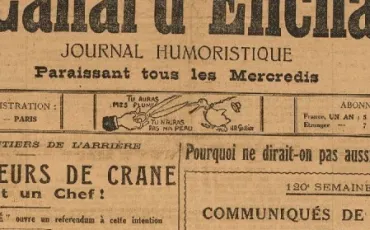 Canard Encha
JOURNAL HUMORISTIQUE
Paraissant tous les Mercredis
ISTRATION :
— PARIS
TU AURAS
MES PLUMES
TU N'AURAS
PAS MA PEAU
ABONN
France, UN AN : 8
Etranger — 7
TIERS DE L'ARRIÈRE
EURS DE CRANE
t un Chef !
É " ouvre un referendum à cette intention
Pourquoi ne dirait-on pas auss
120e SEMAINE
COMMUNIQUÉS DE